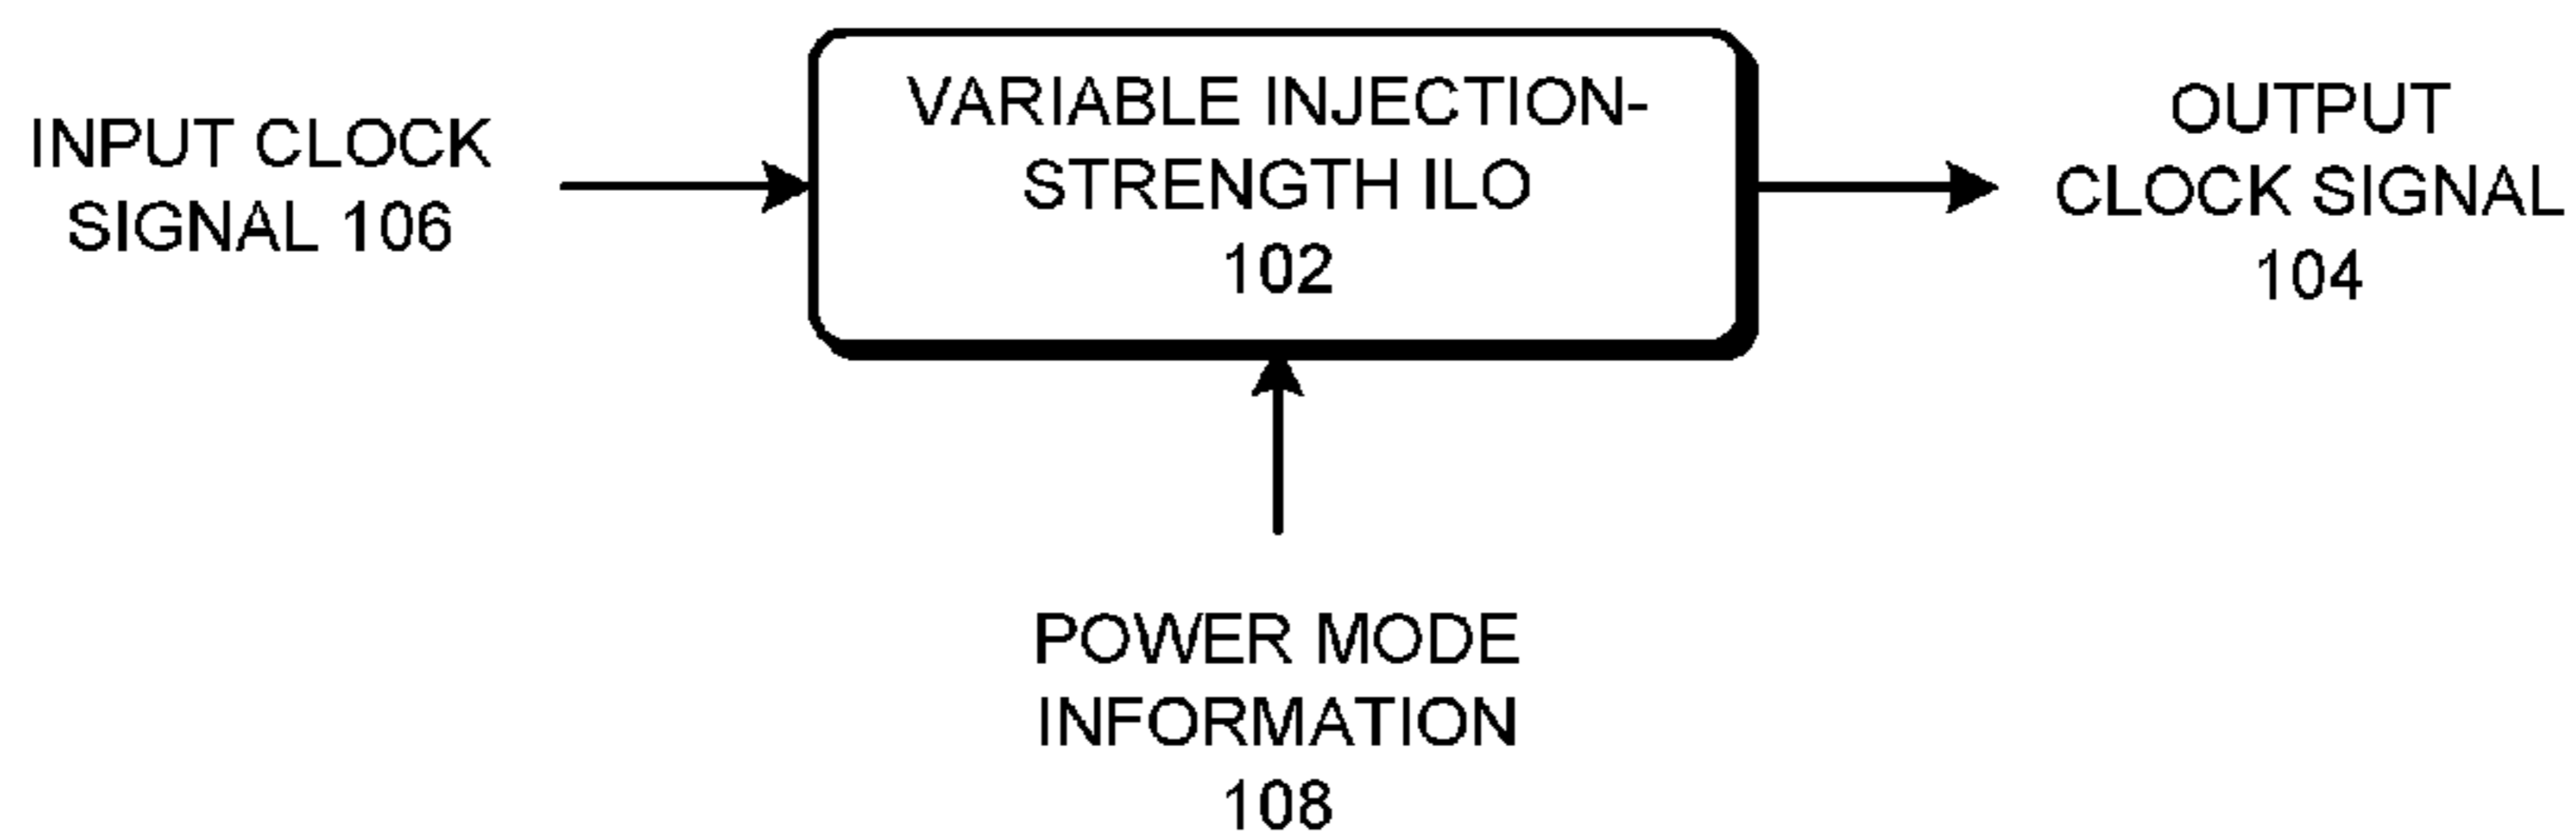 INPUT CLOCK
SIGNAL 106
VARIABLE INJECTION-
STRENGTH ILO
102
OUTPUT
CLOCK SIGNAL
104
POWER MODE
INFORMATION
108